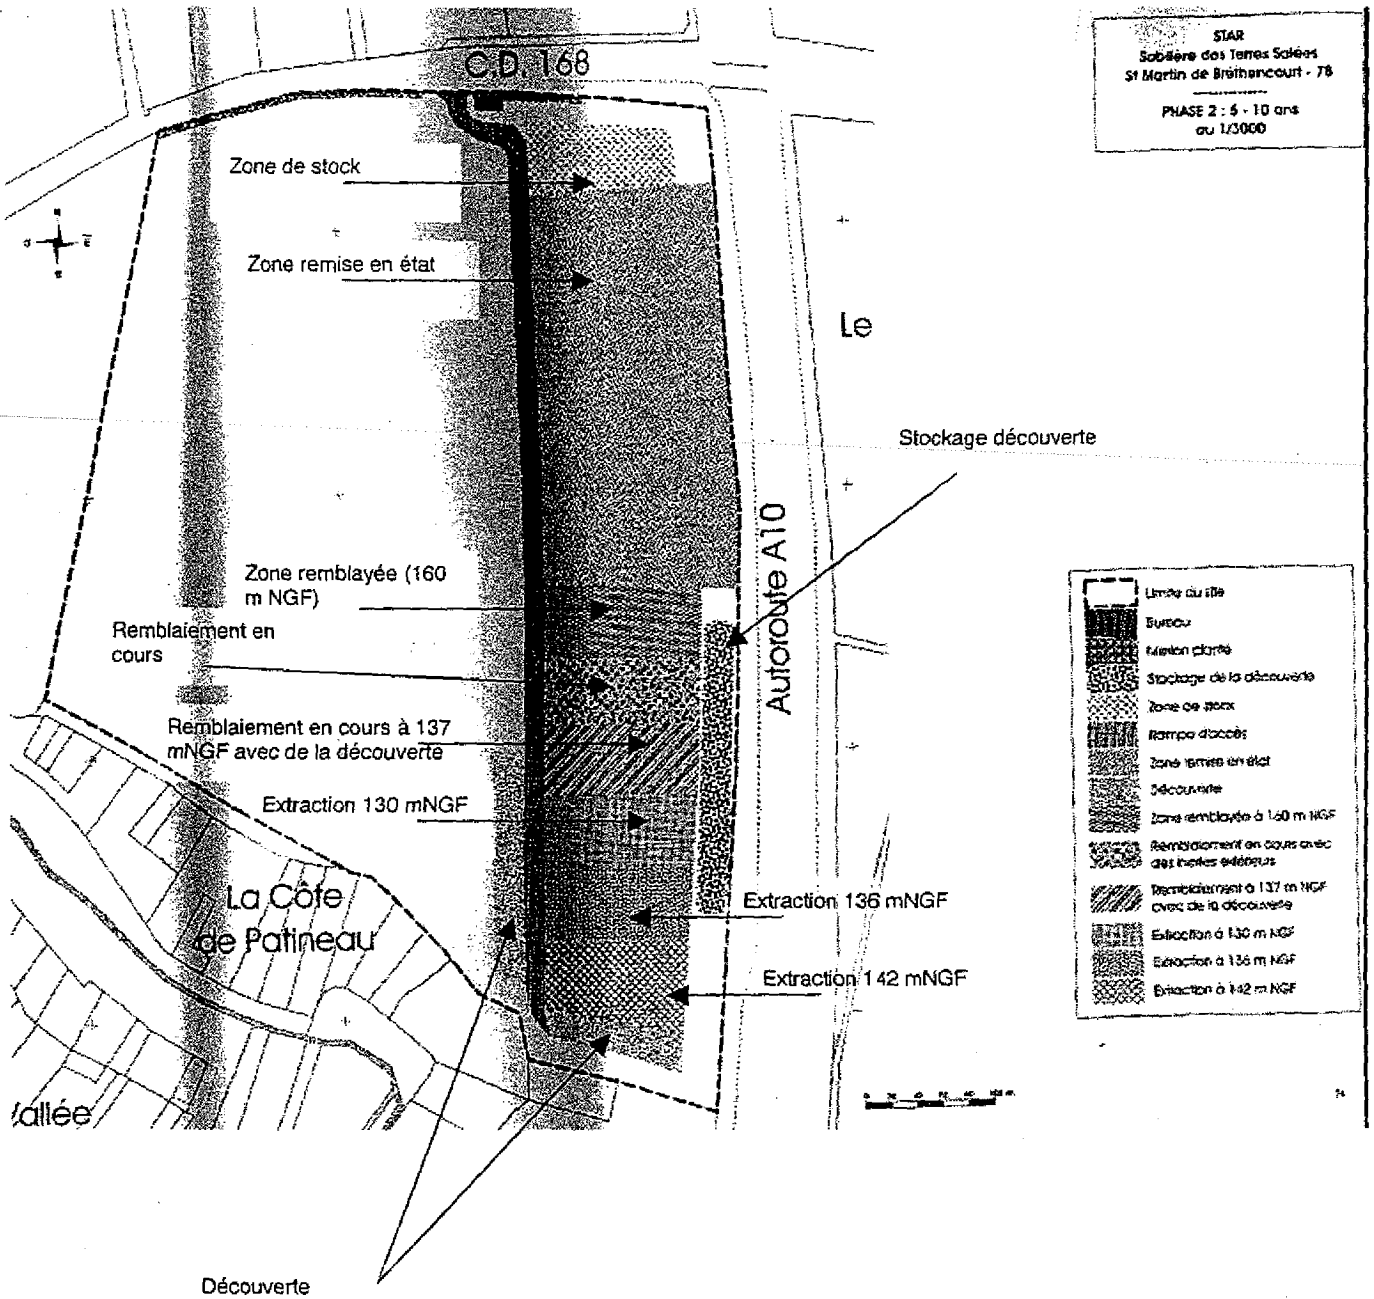 C.D. 168
STAR
Sablière des Terres Salées
St Martin de Bréthencourt - 78
PHASE 2 : 5 - 10 ans
au 1/3000
Zone de stock
Zone remise en état
Le
Stockage découverte
Autoroute A10
Zone remblayée (160
m NGF)
Remblaiement en
cours
Remblaiement en cours à 137
mNGF avec de la découverte
Extraction 130 mNGF
La Côte
de Patineau
Extraction 136 mNGF
Extraction 142 mNGF
Vallée
Découverte
Limite du site
Bureau
Merlon planté
Stockage de la découverte
Zone de stock
Rampe d'accès
Zone remise en état
Découverte
Zone remblayée à 160 m NGF
Remblaiement en cours avec
des inertes extérieurs
Remblaiement à 137 m NGF
avec de la découverte
Extraction à 130 m NGF
Extraction à 136 m NGF
Extraction à 142 m NGF